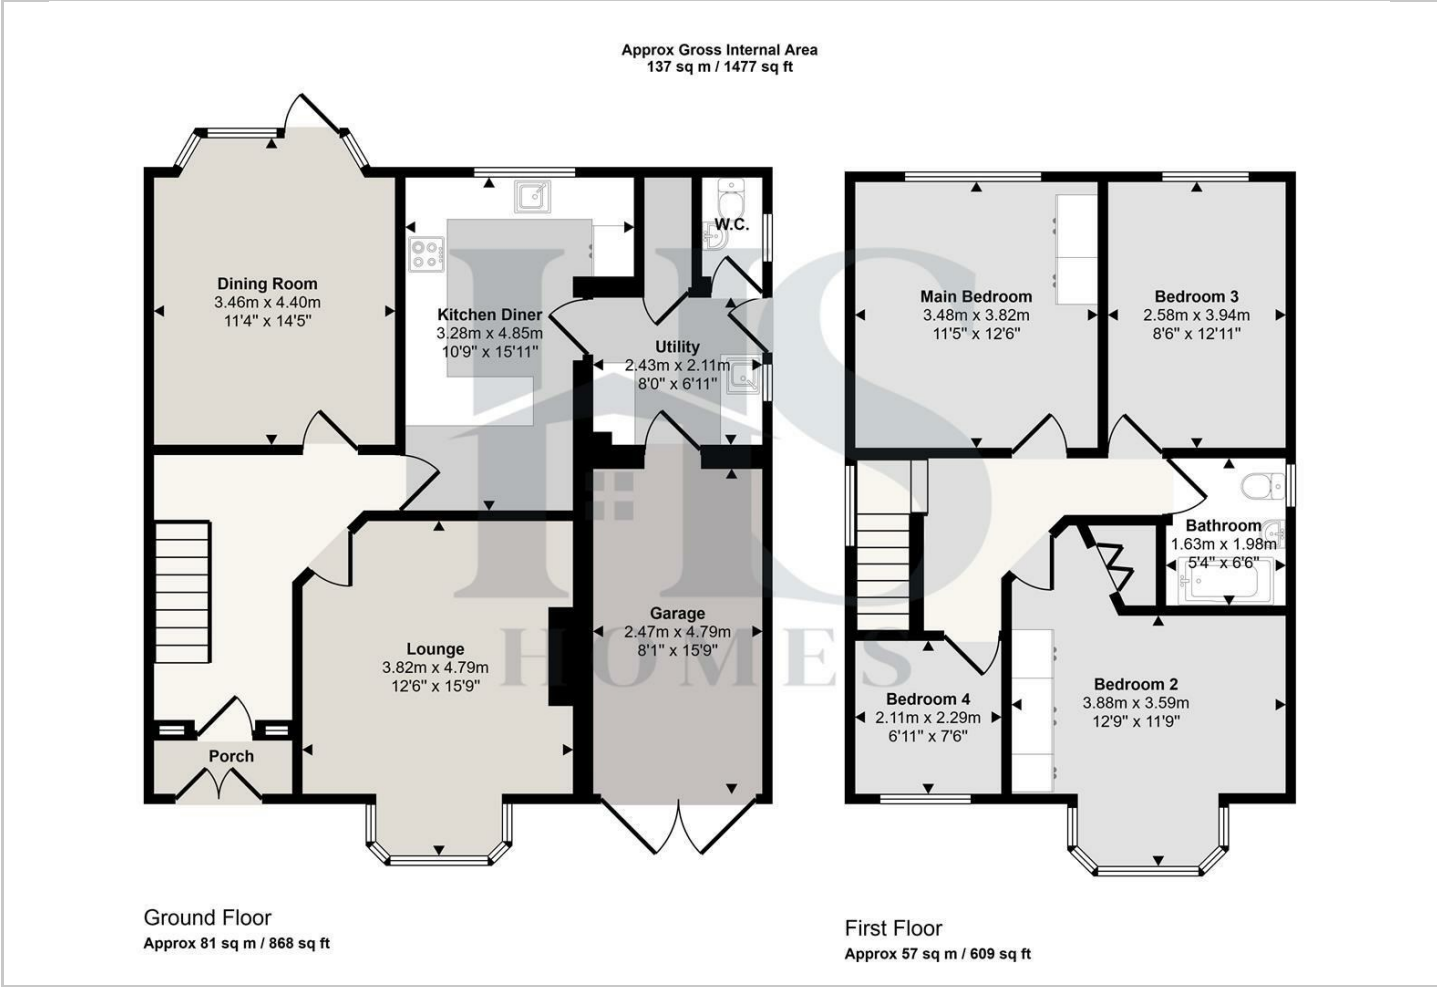 Approx Gross Internal Area
137 sq m / 1477 sq ft
Dining Room
3.46m x 4.40m
11'4" x 14'5"
Kitchen Diner
3.28m x 4.85m
10'9" x 15'11"
W.C.
Utility
2.43m x 2.11m
8'0" x 6'11"
Lounge
3.82m x 4.79m
12'6" x 15'9"
Garage
2.47m x 4.79m
8'1" x 15'9"
Porch
Main Bedroom
3.48m x 3.82m
11'5" x 12'6"
Bedroom 3
2.58m x 3.94m
8'6" x 12'11"
Bathroom
1.63m x 1.98m
5'4" x 6'6"
Bedroom 4
2.11m x 2.29m
6'11" x 7'6"
Bedroom 2
3.88m x 3.59m
12'9" x 11'9"
HS
HOMES
Ground Floor
Approx 81 sq m / 868 sq ft
First Floor
Approx 57 sq m / 609 sq ft